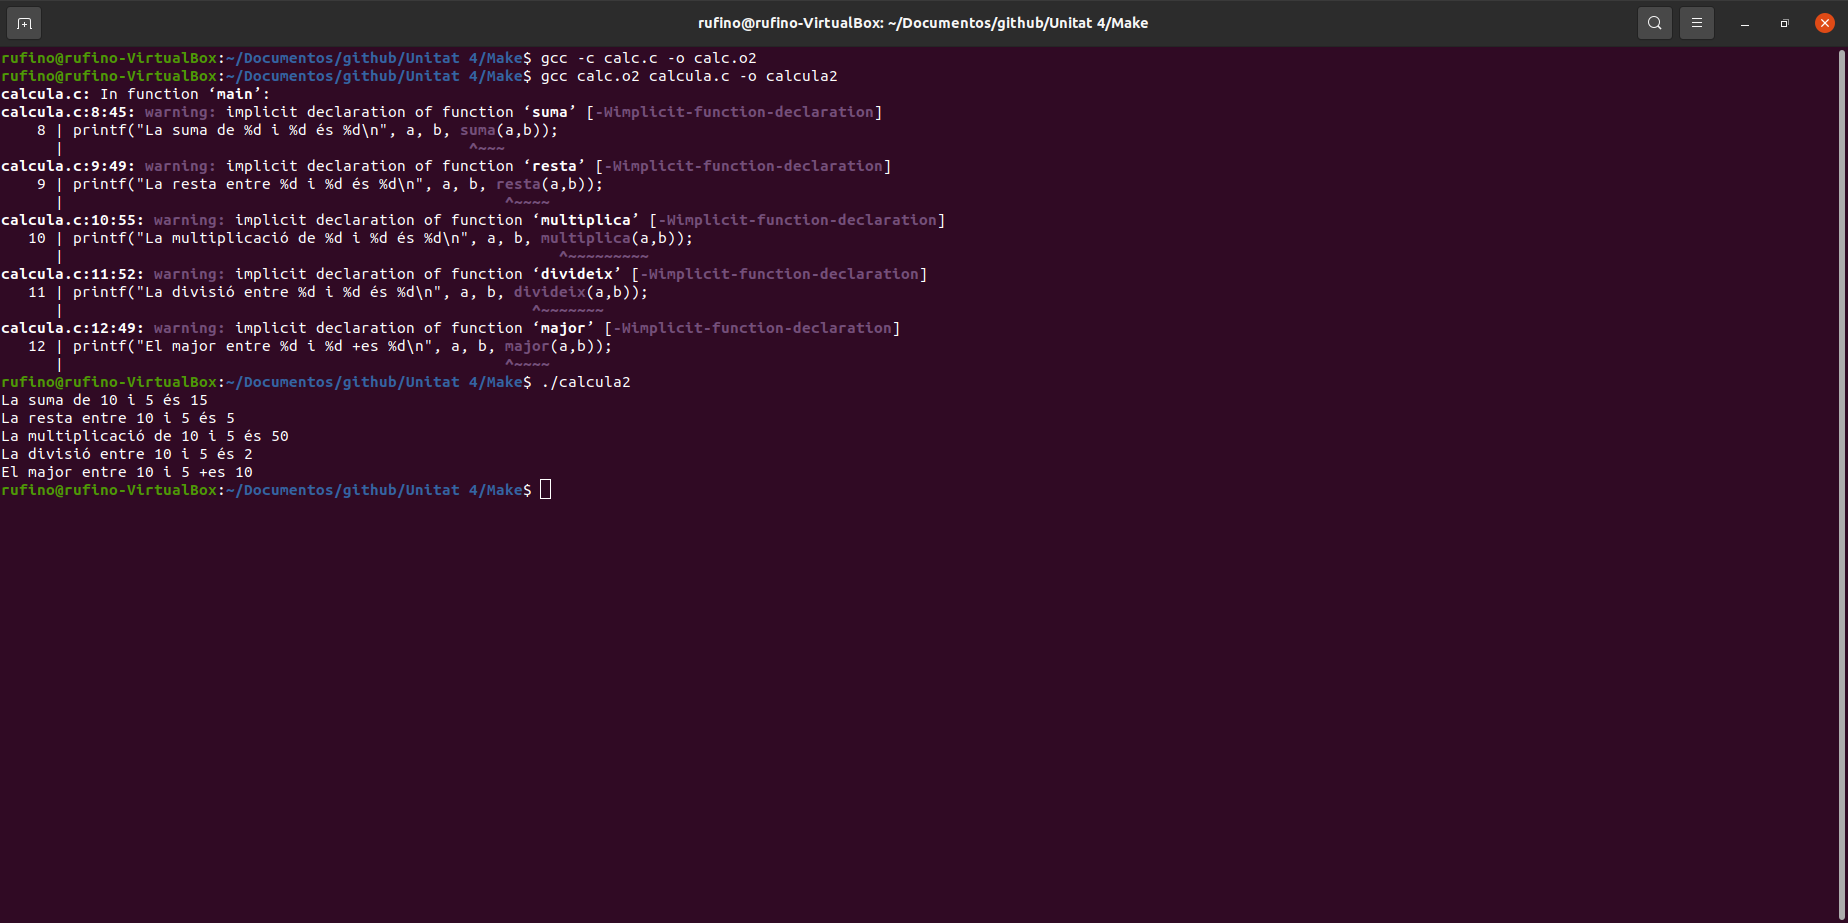 rufino@rufino-VirtualBox: ~/Documentos/github/Unitat 4/Make
rufino@rufino-VirtualBox:~/Documentos/github/Unitat 4/Make$ gcc -c calc.c -o calc.o2
rufino@rufino-VirtualBox:~/Documentos/github/Unitat 4/Make$ gcc calc.o2 calcula.c -o calcula2
calcula.c: In function ‘main’:
calcula.c:8:45: warning: implicit declaration of function ‘suma’ [-Wimplicit-function-declaration]
    8 | printf("La suma de %d i %d és %d\n", a, b, suma(a,b));
      |                                             ^~~~
calcula.c:9:49: warning: implicit declaration of function ‘resta’ [-Wimplicit-function-declaration]
    9 | printf("La resta entre %d i %d és %d\n", a, b, resta(a,b));
      |                                                 ^~~~~
calcula.c:10:55: warning: implicit declaration of function ‘multiplica’ [-Wimplicit-function-declaration]
   10 | printf("La multiplicació de %d i %d és %d\n", a, b, multiplica(a,b));
      |                                                       ^~~~~~~~~~
calcula.c:11:52: warning: implicit declaration of function ‘divideix’ [-Wimplicit-function-declaration]
   11 | printf("La divisió entre %d i %d és %d\n", a, b, divideix(a,b));
      |                                                    ^~~~~~~~
calcula.c:12:49: warning: implicit declaration of function ‘major’ [-Wimplicit-function-declaration]
   12 | printf("El major entre %d i %d +es %d\n", a, b, major(a,b));
      |                                                 ^~~~~
rufino@rufino-VirtualBox:~/Documentos/github/Unitat 4/Make$ ./calcula2
La suma de 10 i 5 és 15
La resta entre 10 i 5 és 5
La multiplicació de 10 i 5 és 50
La divisió entre 10 i 5 és 2
El major entre 10 i 5 +es 10
rufino@rufino-VirtualBox:~/Documentos/github/Unitat 4/Make$